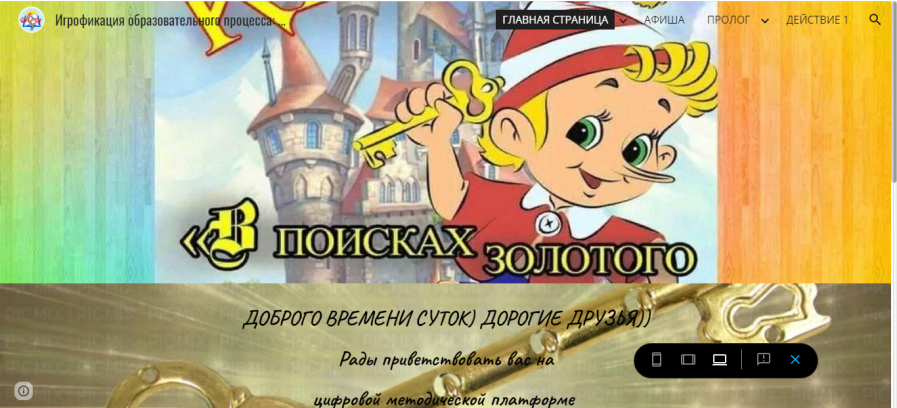 Игрофикация образовательного процесса: ...
ГЛАВНАЯ СТРАНИЦА АФИША ПРОЛОГ ДЕЙСТВИЕ 1
«В ПОИСКАХ ЗОЛОТОГО
ДОБРОГО ВРЕМЕНИ СУТОК) ДОРОГИЕ ДРУЗЬЯ))
Рады приветствовать вас на
цифровой методической платформе